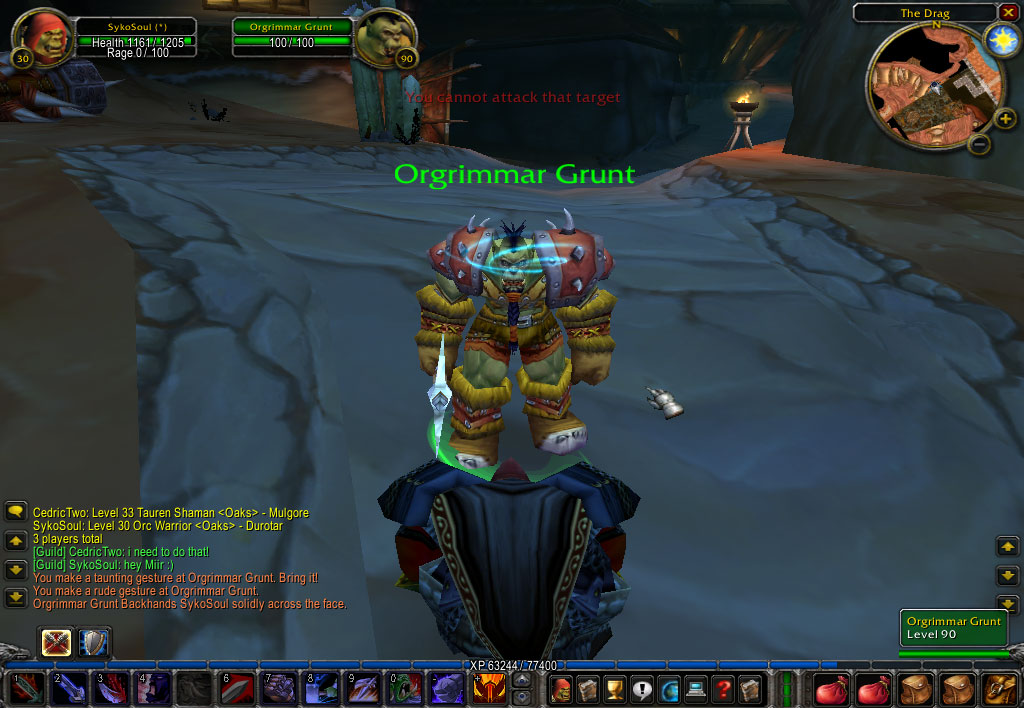 SykoSoul (*)
Health 1161 / 1205
Rage 0 / 100
30
Orgrimmar Grunt
100 / 100
90
The Drag
N
You cannot attack that target
Orgrimmar Grunt
CedricTwo: Level 33 Tauren Shaman <Oaks> - Mulgore
SykoSoul: Level 30 Orc Warrior <Oaks> - Durotar
3 players total
[Guild] CedricTwo: i need to do that!
[Guild] SykoSoul: hey Miir :)
You make a taunting gesture at Orgrimmar Grunt. Bring it!
You make a rude gesture at Orgrimmar Grunt.
Orgrimmar Grunt Backhands SykoSoul solidly across the face.
Orgrimmar Grunt
Level 90
XP 63244 / 77400
1 2 3 4 6 7 8 9 0 - +